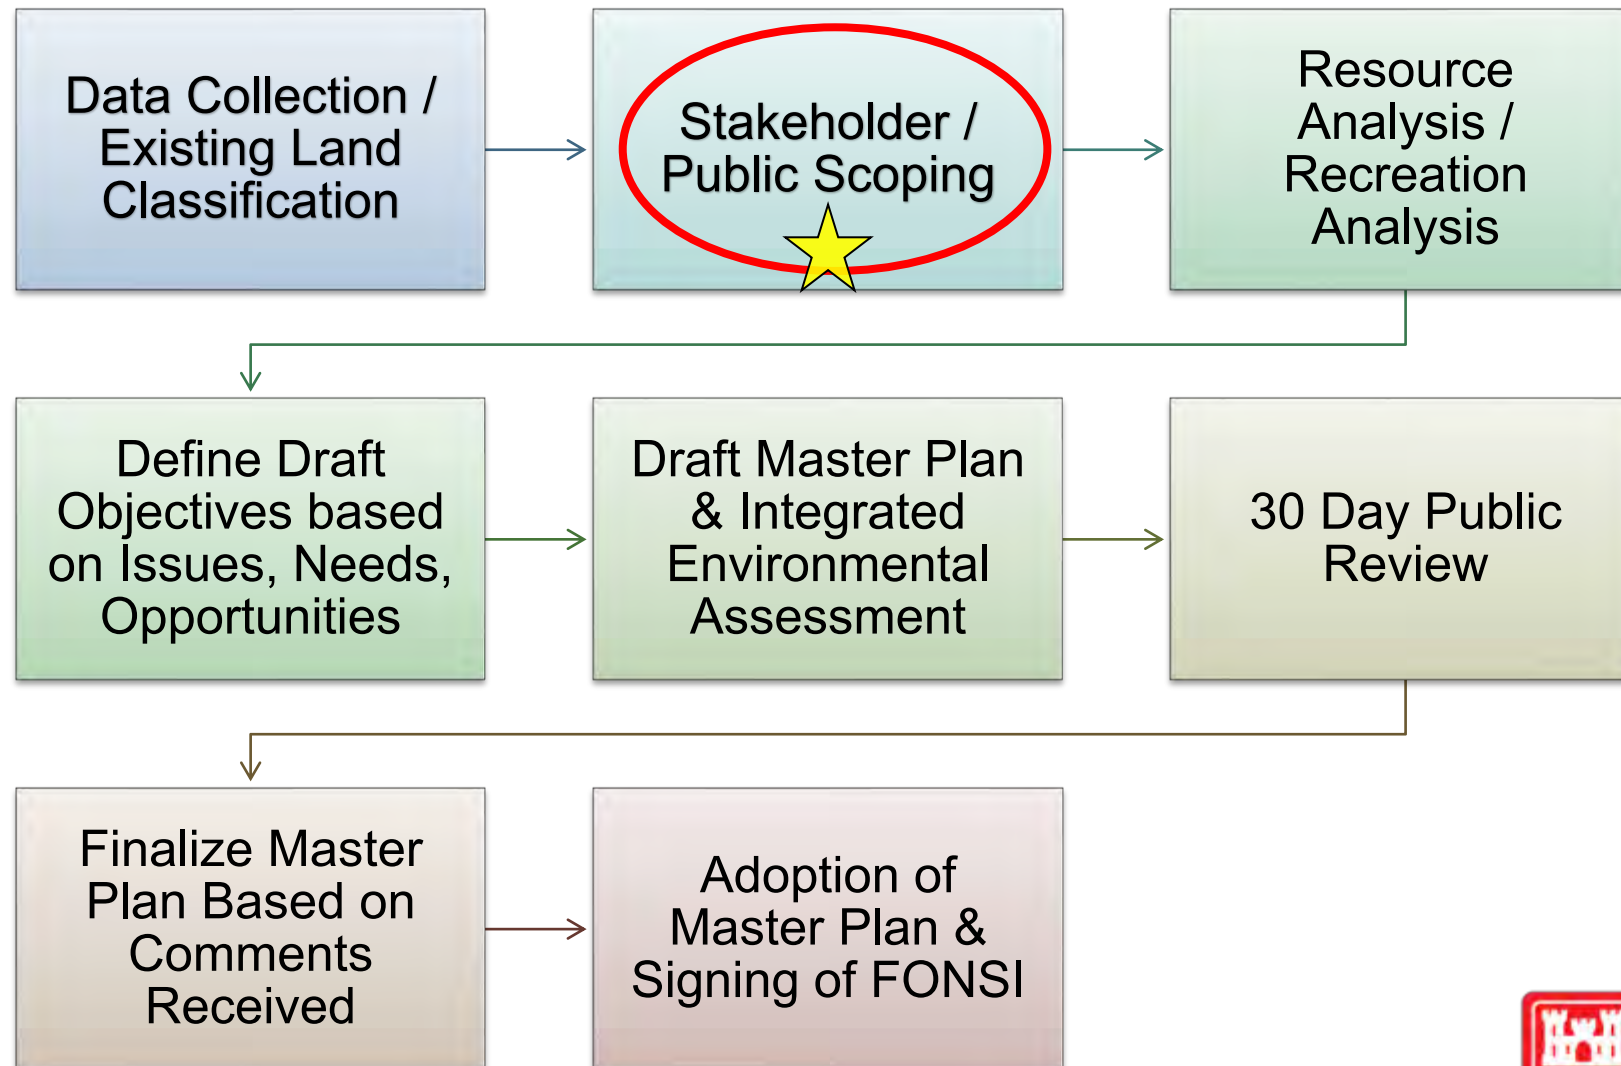 Data Collection /
Existing Land
Classification
Stakeholder /
Public Scoping
Resource
Analysis /
Recreation
Analysis
Define Draft
Objectives based
on Issues, Needs,
Opportunities
Draft Master Plan
& Integrated
Environmental
Assessment
30 Day Public
Review
Finalize Master
Plan Based on
Comments
Received
Adoption of
Master Plan &
Signing of FONSI